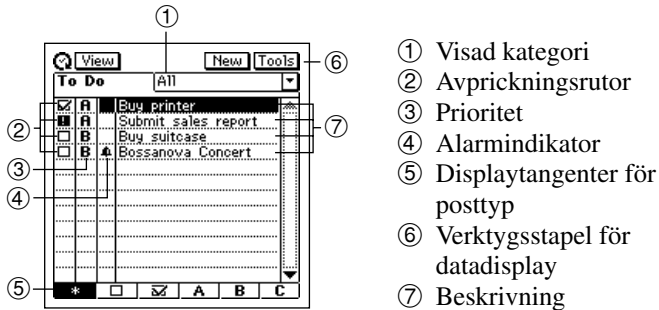 ①
View New Tools ⑥
To Do All
A Buy printer
A Submit sales report
② B Buy suitcase ⑦
B Bossanova Concert
③
④
⑤ * A B C
① Visad kategori
② Avprickningsrutor
③ Prioritet
④ Alarmindikator
⑤ Displaytangenter för
posttyp
⑥ Verktygsstapel för
datadisplay
⑦ Beskrivning